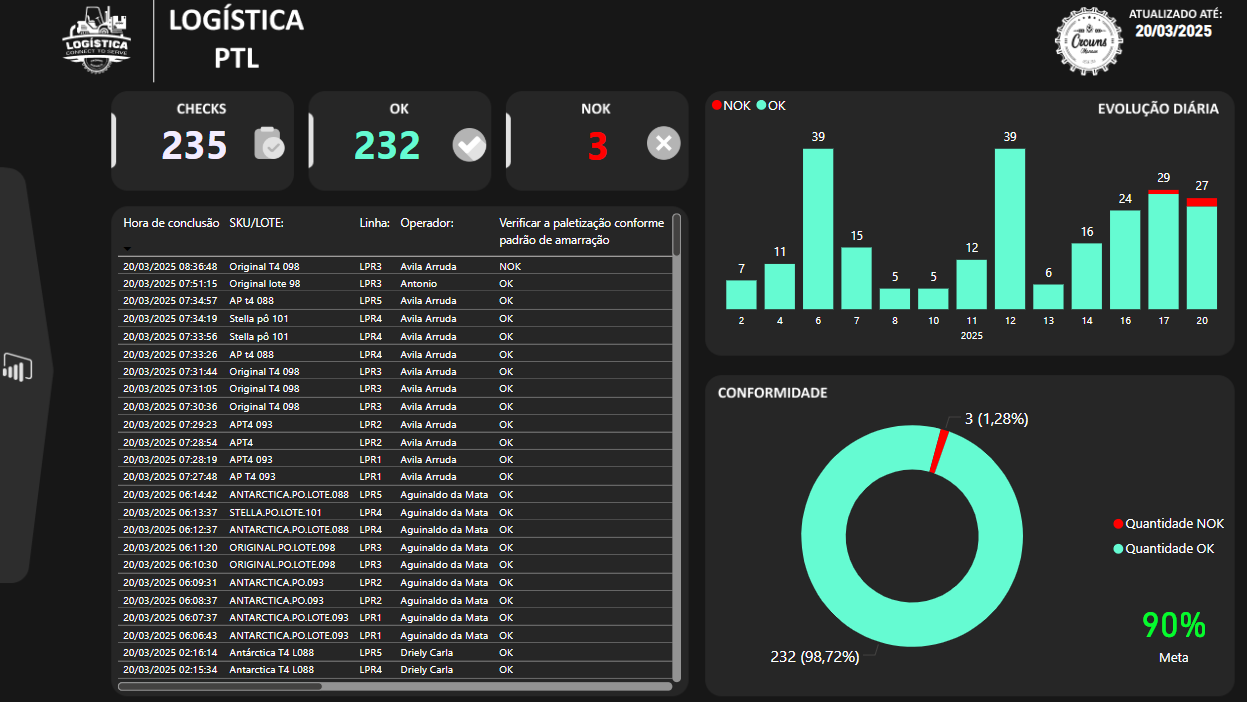 LOGÍSTICA
CONNECT TO SERVE
LOGÍSTICA
PTL
Crowns
ATUALIZADO ATÉ:
20/03/2025
CHECKS
235
OK
232
NOK
3
Hora de conclusão SKU/LOTE: Linha: Operador: Verificar a paletização conforme
padrão de amarração
20/03/2025 08:36:48 Original T4 098 LPR3 Avila Arruda NOK
20/03/2025 07:51:15 Original lote 98 LPR3 Antonio OK
20/03/2025 07:34:57 AP t4 088 LPR5 Avila Arruda OK
20/03/2025 07:34:19 Stella pô 101 LPR4 Avila Arruda OK
20/03/2025 07:33:56 Stella pô 101 LPR4 Avila Arruda OK
20/03/2025 07:33:26 AP t4 088 LPR4 Avila Arruda OK
20/03/2025 07:31:44 Original T4 098 LPR3 Avila Arruda OK
20/03/2025 07:31:05 Original T4 098 LPR3 Avila Arruda OK
20/03/2025 07:30:36 Original T4 098 LPR3 Avila Arruda OK
20/03/2025 07:29:23 APT4 093 LPR2 Avila Arruda OK
20/03/2025 07:28:54 APT4 LPR2 Avila Arruda OK
20/03/2025 07:28:19 APT4 093 LPR1 Avila Arruda OK
20/03/2025 07:27:48 AP T4 093 LPR1 Avila Arruda OK
20/03/2025 06:14:42 ANTARCTICA.PO.LOTE.088 LPR5 Aguinaldo da Mata OK
20/03/2025 06:13:37 STELLA.PO.LOTE.101 LPR4 Aguinaldo da Mata OK
20/03/2025 06:12:37 ANTARCTICA.PO.LOTE.088 LPR4 Aguinaldo da Mata OK
20/03/2025 06:11:20 ORIGINAL.PO.LOTE.098 LPR3 Aguinaldo da Mata OK
20/03/2025 06:10:30 ORIGINAL.PO.LOTE.098 LPR3 Aguinaldo da Mata OK
20/03/2025 06:09:31 ANTARCTICA.PO.093 LPR2 Aguinaldo da Mata OK
20/03/2025 06:08:37 ANTARCTICA.PO.093 LPR2 Aguinaldo da Mata OK
20/03/2025 06:07:37 ANTARCTICA.PO.LOTE.093 LPR1 Aguinaldo da Mata OK
20/03/2025 06:06:43 ANTARCTICA.PO.LOTE.093 LPR1 Aguinaldo da Mata OK
20/03/2025 02:16:14 Antárctica T4 L088 LPR5 Driely Carla OK
20/03/2025 02:15:34 Antarctica T4 L088 LPR4 Driely Carla OK
NOK OK
EVOLUÇÃO DIÁRIA
7 11 39 15 5 5 12 39 6 16 24 29 27
2 4 6 7 8 10 11 12 13 14 16 17 20
2025
CONFORMIDADE
3 (1,28%)
232 (98,72%)
Quantidade NOK
Quantidade OK
90%
Meta